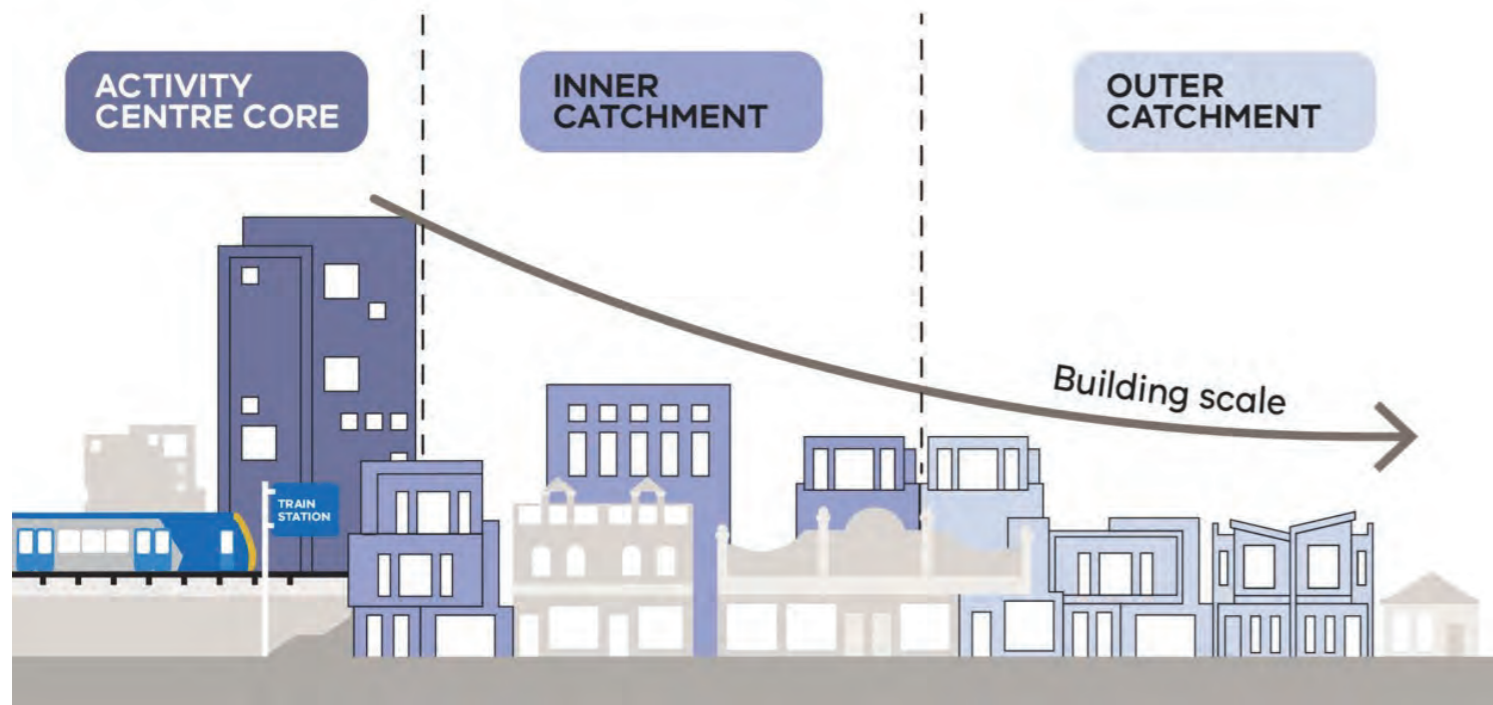 ACTIVITY
CENTRE CORE
INNER
CATCHMENT
OUTER
CATCHMENT
Building scale
TRAIN
STATION